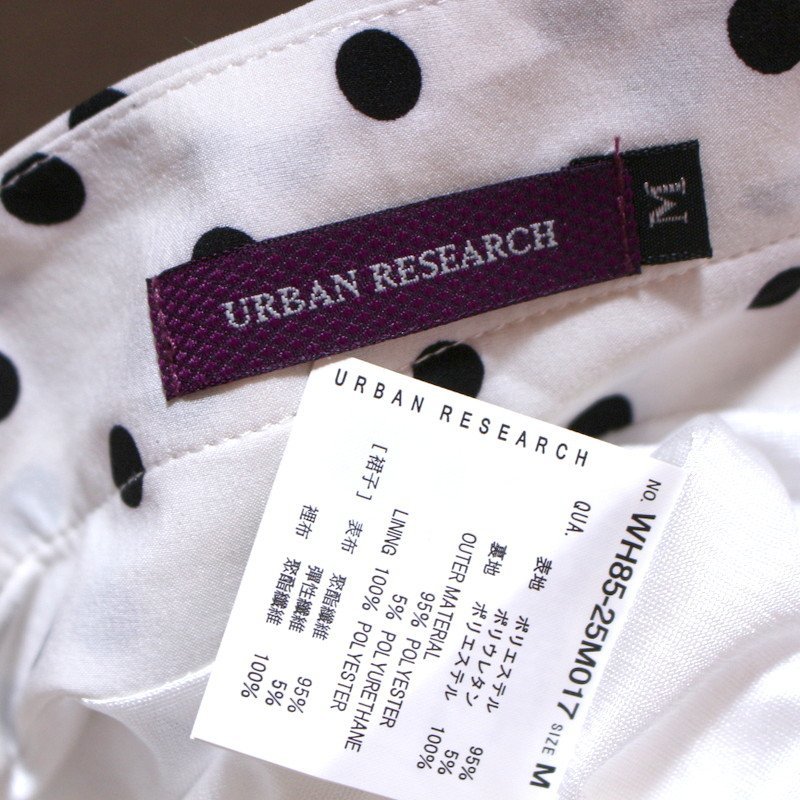 URBAN RESEARCH
M
URBAN RESEARCH
NO. WH85-25M017 SIZE M
QUA.
表地 ポリエステル 95%
ポリウレタン 5%
裏地 ポリエステル 100%
OUTER MATERIAL
95% POLYESTER
5% POLYURETHANE
LINING 100% POLYESTER
[裙子] 表布 聚酯纖維 95%
彈性纖維 5%
裡布 聚酯纖維 100%